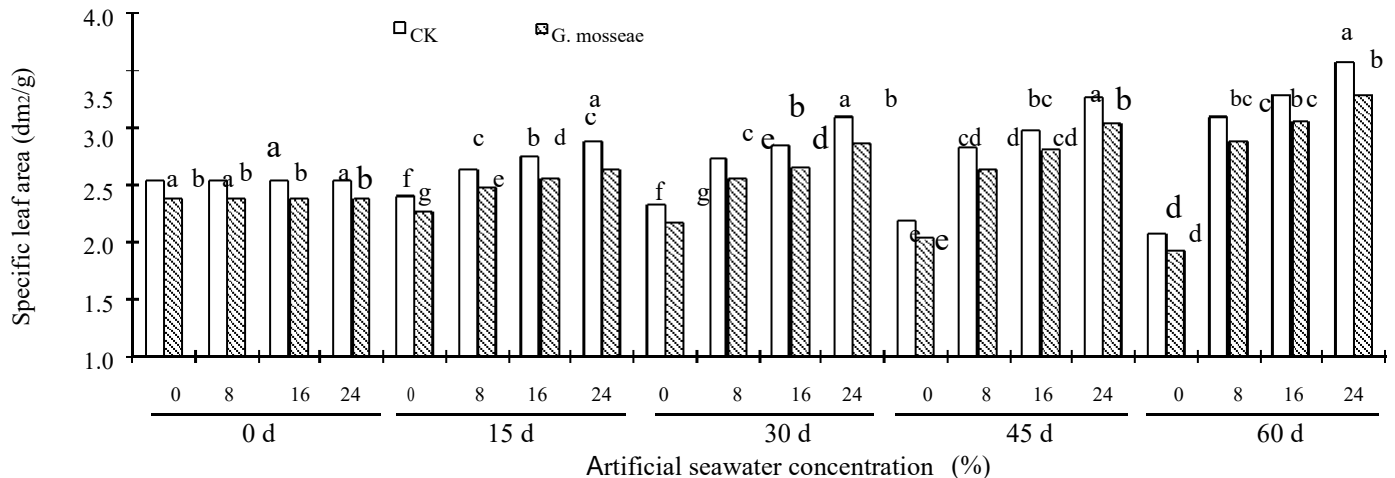 4.0
CK G. mosseae
a
b
3.5
a b c a b bc a b bc c b c
3.0
c b d c e d cd d cd
a
2.5
a b a b b a b f g e f g d d
2.0
e e
1.5
1.0
Specific leaf area (dm2/g)
0 8 16 24 0 8 16 24 0 8 16 24 0 8 16 24 0 8 16 24
0 d 15 d 30 d 45 d 60 d
Artificial seawater concentration (%)